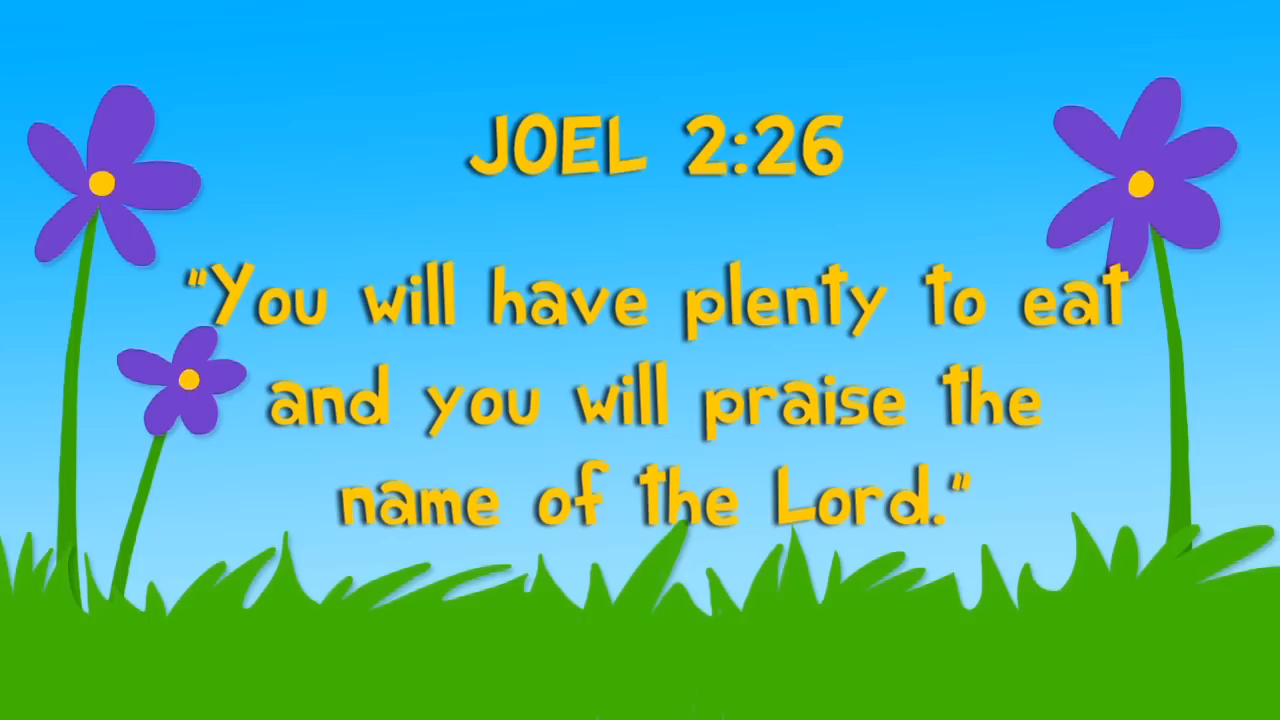 JOEL 2:26
"You will have plenty to eat
and you will praise the
name of the Lord."